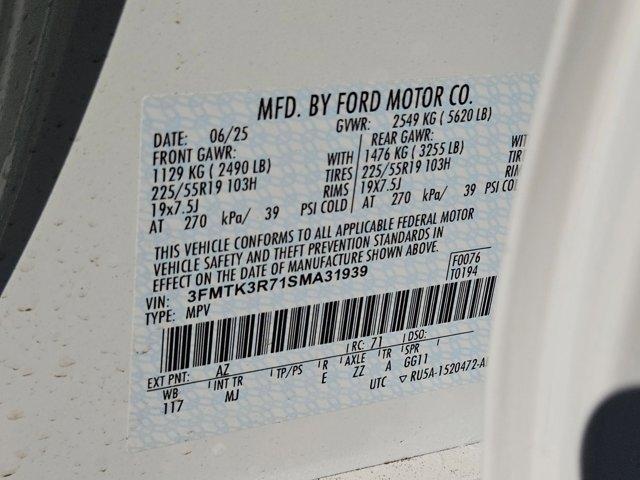 MFD. BY FORD MOTOR CO.
DATE: 06/25 GVWR: 2549 KG ( 5620 LB)
FRONT GAWR: REAR GAWR:
1129 KG ( 2490 LB) WITH 1476 KG ( 3255 LB) WIT
225/55R19 103H TIRES 225/55R19 103H TIRES
19x7.5J RIMS 19x7.5J RIMS
AT 270 kPa/ 39 PSI COLD AT 270 kPa/ 39 PSI COL
THIS VEHICLE CONFORMS TO ALL APPLICABLE FEDERAL MOTOR
VEHICLE SAFETY AND THEFT PREVENTION STANDARDS IN
EFFECT ON THE DATE OF MANUFACTURE SHOWN ABOVE.
F0076
T0194
VIN: 3FMTK3R71SMA31939
TYPE: MPV
EXT PNT: AZ RC: 71 DSO:
WB INT TR TP/PS R AXLE TR SPR
117 MJ E ZZ A GG11
UTC ▽ RU5A-1520472-A